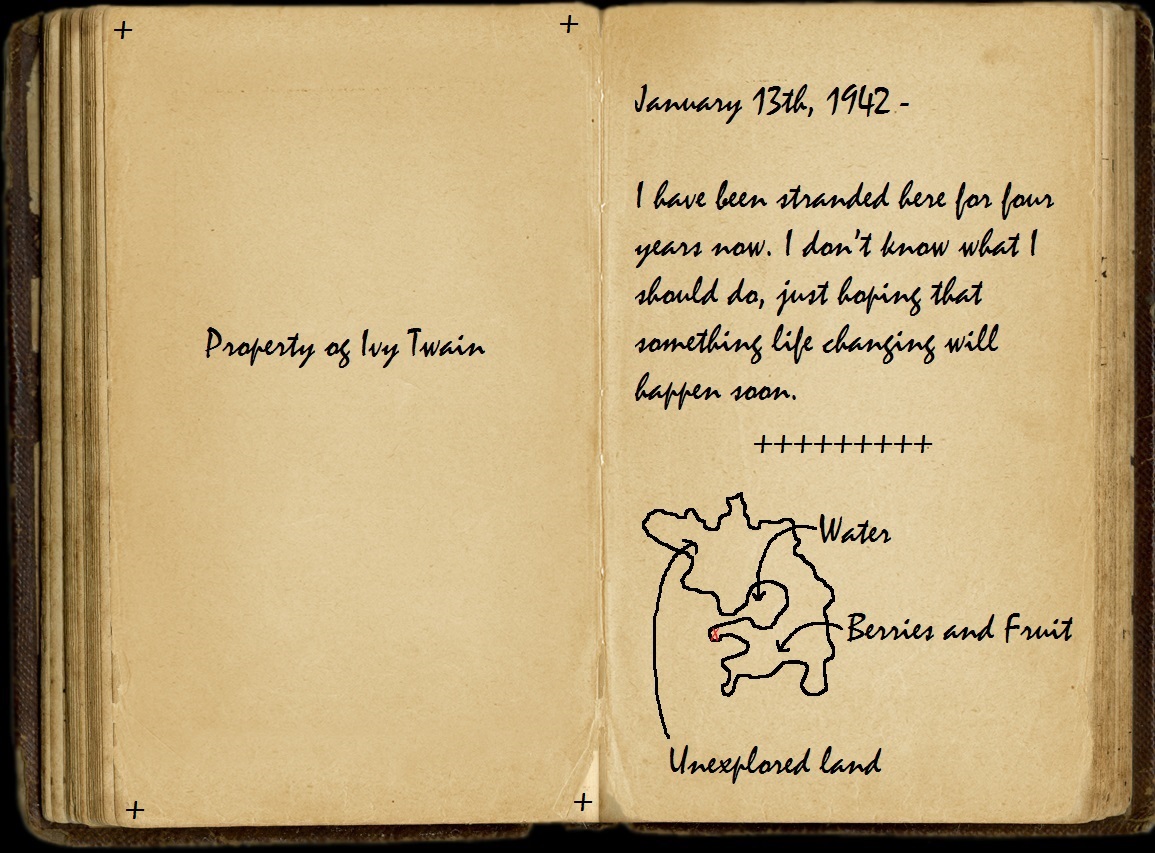 Property og Ivy Twain
January 13th, 1942 -
I have been stranded here for four
years now. I don't know what I
should do, just hoping that
something life changing will
happen soon.
+++++++++
Water
Berries and Fruit
Unexplored land